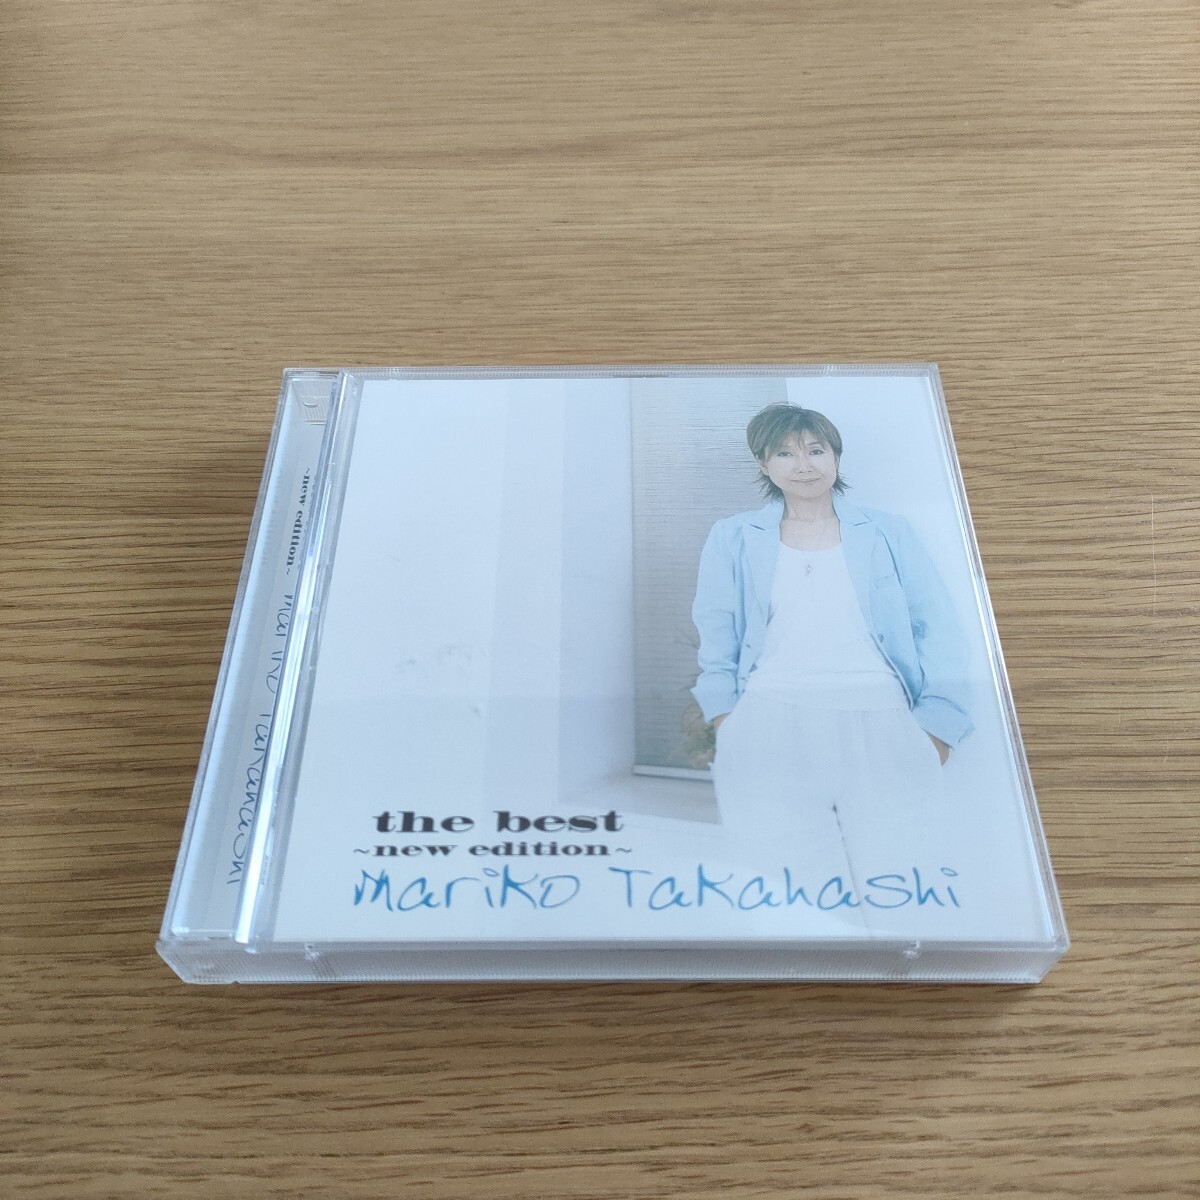 ~new edition~ Mariko Takahashi
the best
~new edition~
Mariko Takahashi